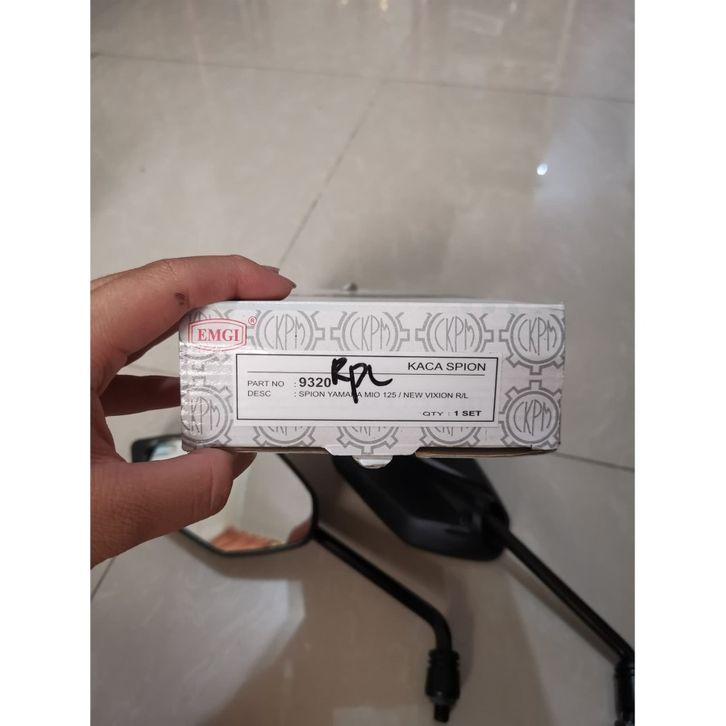 EMGI ®
CKPM CKPM CKPM CKPM
KACA SPION
PART NO : 9320 RPL
DESC : SPION YAMAHA MIO 125 / NEW VIXION R/L
QTY : 1 SET
CKPM